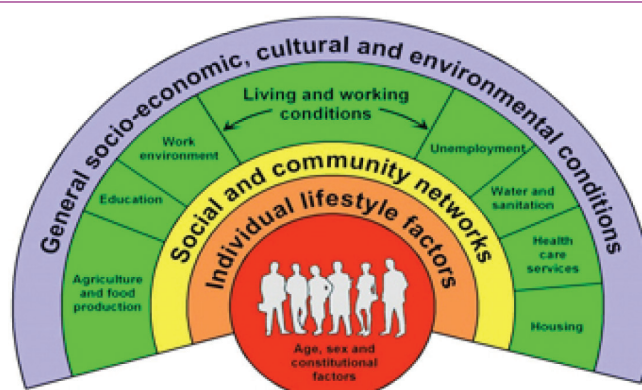 General socio-economic, cultural and environmental conditions
Living and working
conditions
Work
environment
Unemployment
Education
Water and
sanitation
Agriculture
and food
production
Health
care
services
Housing
Social and community networks
Individual lifestyle factors
Age, sex and
constitutional
factors